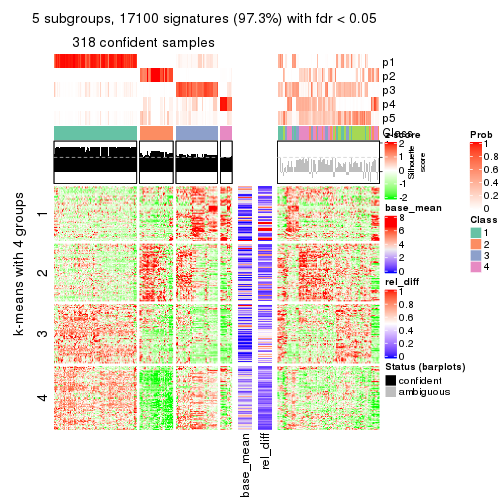 5 subgroups, 17100 signatures (97.3%) with fdr < 0.05
318 confident samples
p1
p2
p3
p4
p5
Class
k-means with 4 groups
1
2
3
4
base_mean
rel_diff
z-score
2
1
0
-1
-2
Silhouette
score
base_mean
8
6
4
2
0
rel_diff
1
0.8
0.6
0.4
0.2
0
Status (barplots)
confident
ambiguous
Prob
1
0.8
0.6
0.4
0.2
0
Class
1
2
3
4